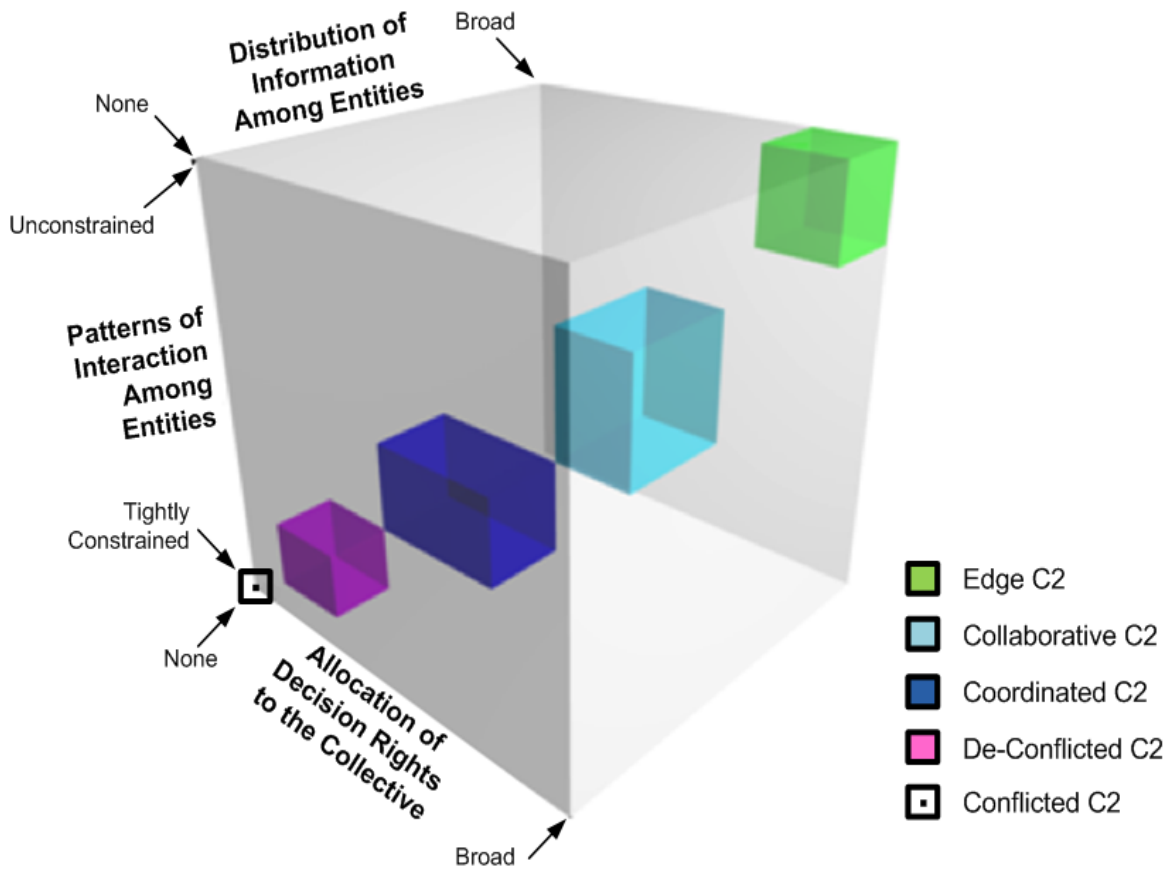 Distribution of
Information
Among Entities
Broad
None
Unconstrained
Patterns of
Interaction
Among
Entities
Tightly
Constrained
None
Allocation of
Decision Rights
to the Collective
Broad
Edge C2
Collaborative C2
Coordinated C2
De-Conflicted C2
Conflicted C2